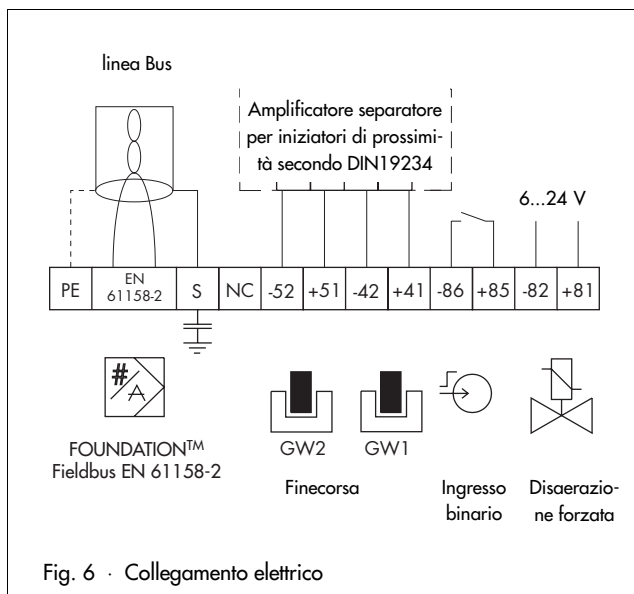 linea Bus
Amplificatore separatore
per iniziatori di prossimi-
tà secondo DIN19234
6...24 V
PE
EN
61158-2
S
NC
-52
+51
-42
+41
-86
+85
-82
+81
#
A
FOUNDATION™
Fieldbus EN 61158-2
GW2
GW1
Finecorsa
Ingresso
binario
Disaerazio-
ne forzata
Fig. 6 · Collegamento elettrico